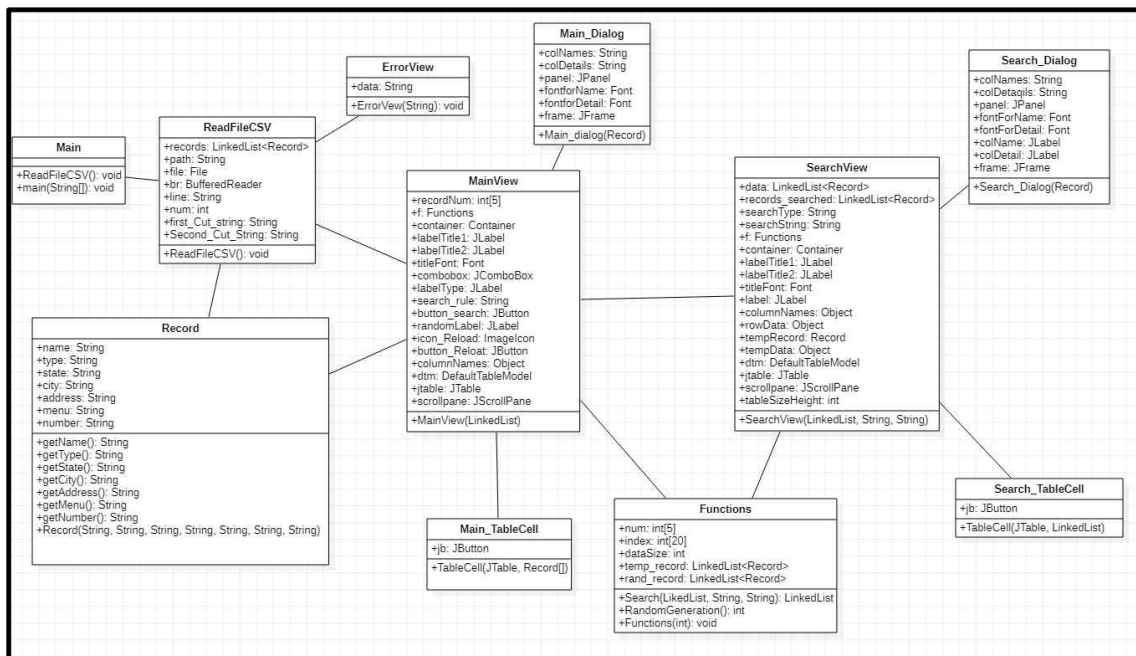 Main
+ReadFileCSV(): void
+main(String[]): void
ReadFileCSV
+records: LinkedList<Record>
+path: String
+file: File
+br: BufferedReader
+line: String
+num: int
+first_Cut_string: String
+Second_Cut_String: String
+ReadFileCSV(): void
ErrorView
+data: String
+ErrorVew(String): void
Main_Dialog
+colNames: String
+colDetails: String
+panel: JPanel
+fontforName: Font
+fontforDetail: Font
+frame: JFrame
+Main_dialog(Record)
Search_Dialog
+colNames: String
+colDetaqils: String
+panel: JPanel
+fontForName: Font
+fontForDetail: Font
+colName: JLabel
+colDetail: JLabel
+frame: JFrame
+Search_Dialog(Record)
MainView
+recordNum: int[5]
+f: Functions
+container: Container
+labelTitle1: JLabel
+labelTitle2: JLabel
+titleFont: Font
+combobox: JComboBox
+labelType: JLabel
+search_rule: String
+button_search: JButton
+randomLabel: JLabel
+icon_Reload: ImageIcon
+button_Reloat: JButton
+columnNames: Object
+dtm: DefaultTableModel
+jtable: JTable
+scrollpane: JScrollPane
+MainView(LinkedList)
SearchView
+data: LinkedList<Record>
+records_searched: LinkedList<Record>
+searchType: String
+searchString: String
+f: Functions
+container: Container
+labelTitle1: JLabel
+labelTitle2: JLabel
+titleFont: Font
+label: JLabel
+columnNames: Object
+rowData: Object
+tempRecord: Record
+tempData: Object
+dtm: DefaultTableModel
+jtable: JTable
+scrollpane: JScrollPane
+tableSizeHeight: int
+SearchView(LinkedList, String, String)
Record
+name: String
+type: String
+state: String
+city: String
+address: String
+menu: String
+number: String
+getName(): String
+getType(): String
+getState(): String
+getCity(): String
+getAddress(): String
+getMenu(): String
+getNumber(): String
+Record(String, String, String, String, String, String, String)
Main_TableCell
+jb: JButton
+TableCell(JTable, Record[])
Functions
+num: int[5]
+index: int[20]
+dataSize: int
+temp_record: LinkedList<Record>
+rand_record: LinkedList<Record>
+Search(LikedList, String, String): LinkedList
+RandomGeneration(): int
+Functions(int): void
Search_TableCell
+jb: JButton
+TableCell(JTable, LinkedList)